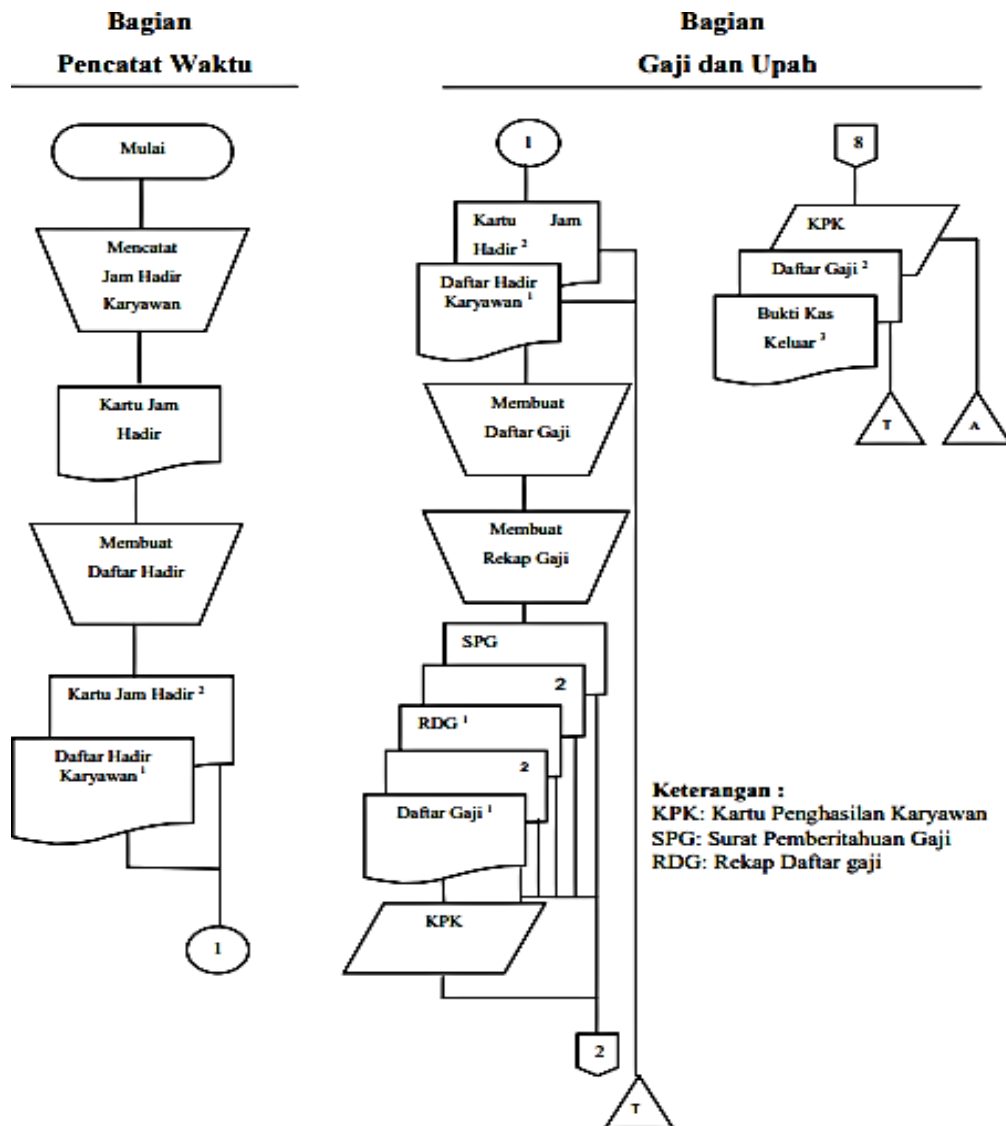 Bagian
Pencatat Waktu
Mulai
Mencatat
Jam Hadir
Karyawan
Kartu Jam
Hadir
Membuat
Daftar Hadir
Kartu Jam Hadir 2
Daftar Hadir
Karyawan 1
1
Bagian
Gaji dan Upah
1
Kartu Jam
Hadir 2
Daftar Hadir
Karyawan 1
Membuat
Daftar Gaji
Membuat
Rekap Gaji
SPG
2
RDG 1
2
Daftar Gaji 1
KPK
2
T
8
KPK
Daftar Gaji 2
Bukti Kas
Keluar 3
T
A
Keterangan :
KPK: Kartu Penghasilan Karyawan
SPG: Surat Pemberitahuan Gaji
RDG: Rekap Daftar gaji